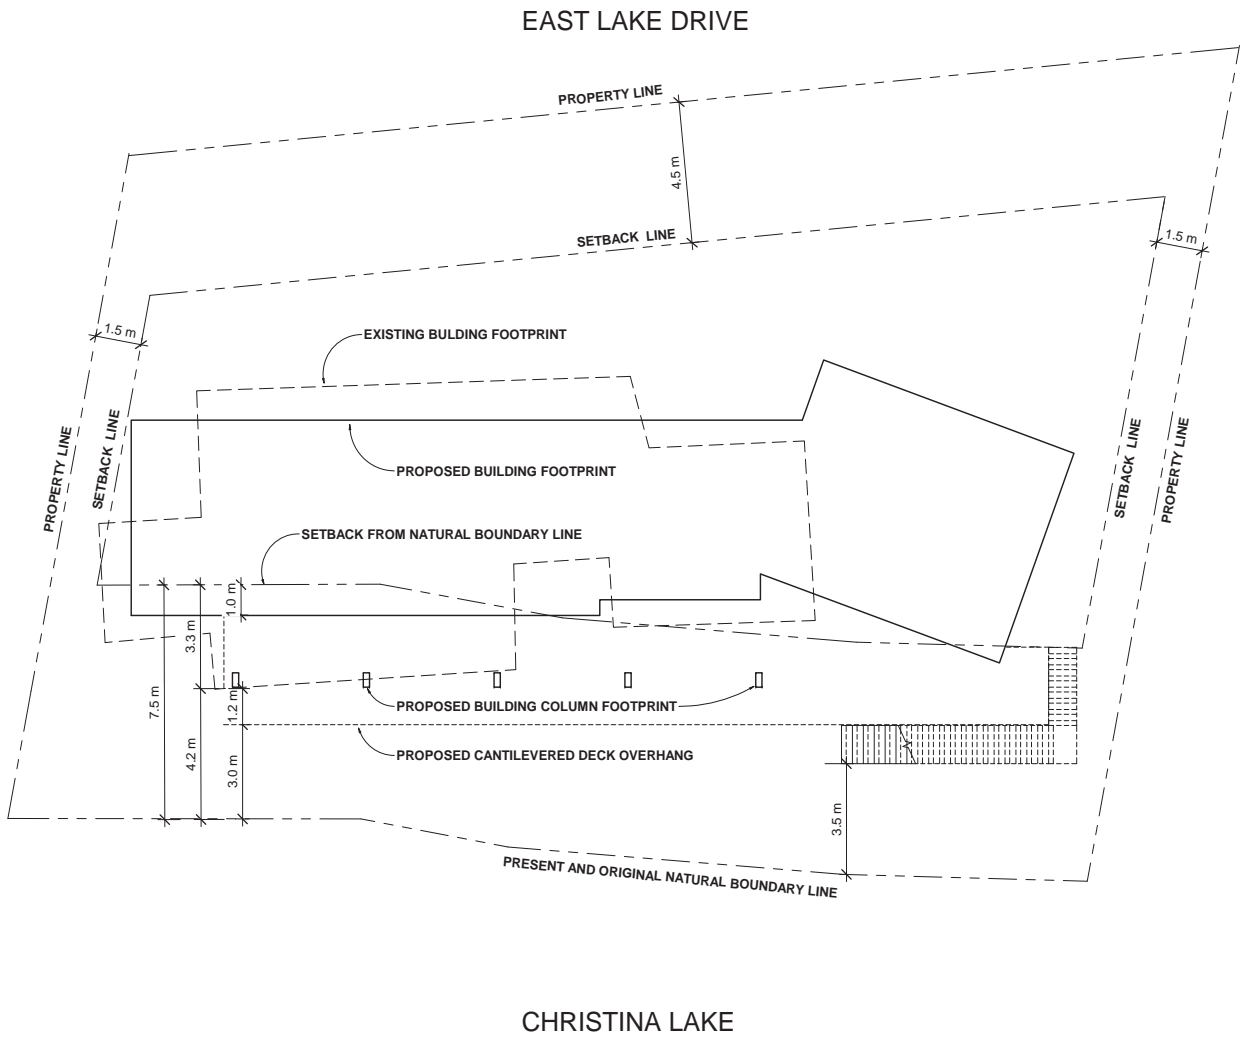 EAST LAKE DRIVE
PROPERTY LINE
4.5 m
SETBACK LINE
1.5 m
1.5 m
EXISTING BULDING FOOTPRINT
PROPERTY LINE
SETBACK LINE
SETBACK LINE
PROPERTY LINE
PROPOSED BUILDING FOOTPRINT
SETBACK FROM NATURAL BOUNDARY LINE
1.0 m
3.3 m
7.5 m
1.2 m
PROPOSED BUILDING COLUMN FOOTPRINT
4.2 m
3.0 m
PROPOSED CANTILEVERED DECK OVERHANG
3.5 m
PRESENT AND ORIGINAL NATURAL BOUNDARY LINE
CHRISTINA LAKE